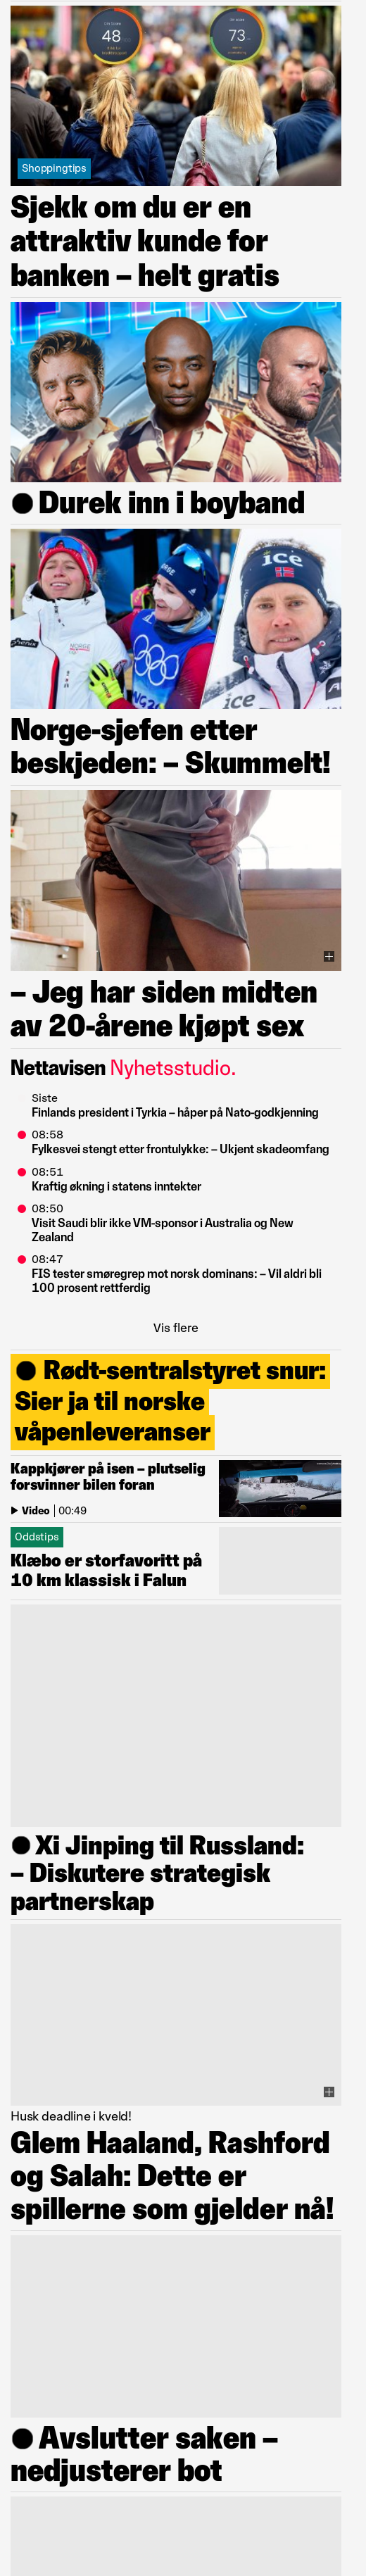 48
73
Shoppingtips
Sjekk om du er en
attraktiv kunde for
banken – helt gratis
Durek inn i boyband
ice
NORGE
Norge-sjefen etter
beskjeden: – Skummelt!
– Jeg har siden midten
av 20-årene kjøpt sex
Nettavisen Nyhetsstudio.
Siste
Finlands president i Tyrkia – håper på Nato-godkjenning
08:58
Fylkesvei stengt etter frontulykke: – Ukjent skadeomfang
08:51
Kraftig økning i statens inntekter
08:50
Visit Saudi blir ikke VM-sponsor i Australia og New
Zealand
08:47
FIS tester smøregrep mot norsk dominans: – Vil aldri bli
100 prosent rettferdig
Vis flere
Rødt-sentralstyret snur:
Sier ja til norske
våpenleveranser
Kappkjører på isen – plutselig
forsvinner bilen foran
Video | 00:49
Oddstips
Klæbo er storfavoritt på
10 km klassisk i Falun
Xi Jinping til Russland:
– Diskutere strategisk
partnerskap
Husk deadline i kveld!
Glem Haaland, Rashford
og Salah: Dette er
spillerne som gjelder nå!
Avslutter saken –
nedjusterer bot